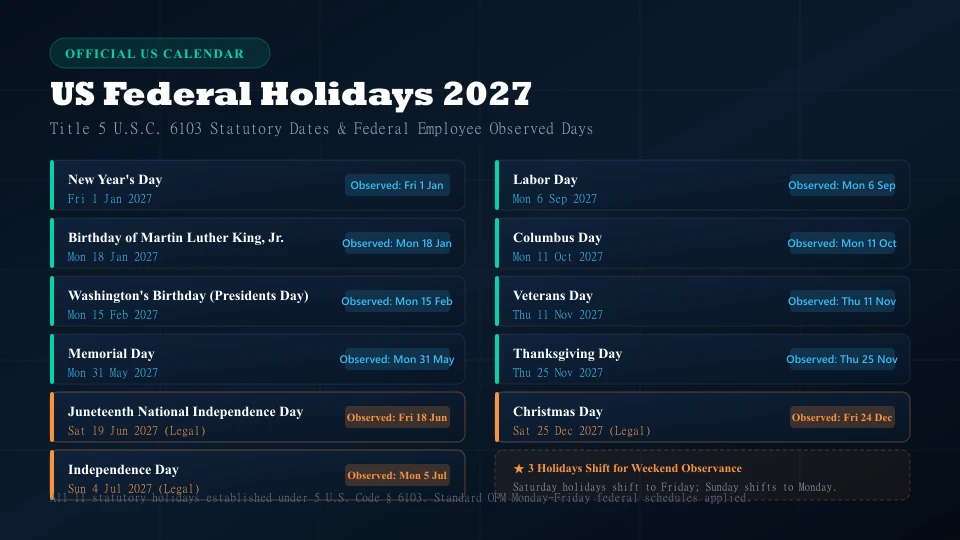 OFFICIAL US CALENDAR
US Federal Holidays 2027
Title 5 U.S.C. 6103 Statutory Dates & Federal Employee Observed Days
New Year's Day
Fri 1 Jan 2027
Observed: Fri 1 Jan
Birthday of Martin Luther King, Jr.
Mon 18 Jan 2027
Observed: Mon 18 Jan
Washington's Birthday (Presidents Day)
Mon 15 Feb 2027
Observed: Mon 15 Feb
Memorial Day
Mon 31 May 2027
Observed: Mon 31 May
Juneteenth National Independence Day
Sat 19 Jun 2027 (Legal)
Observed: Fri 18 Jun
Independence Day
Sun 4 Jul 2027 (Legal)
Observed: Mon 5 Jul
Labor Day
Mon 6 Sep 2027
Observed: Mon 6 Sep
Columbus Day
Mon 11 Oct 2027
Observed: Mon 11 Oct
Veterans Day
Thu 11 Nov 2027
Observed: Thu 11 Nov
Thanksgiving Day
Thu 25 Nov 2027
Observed: Thu 25 Nov
Christmas Day
Sat 25 Dec 2027 (Legal)
Observed: Fri 24 Dec
★ 3 Holidays Shift for Weekend Observance
Saturday holidays shift to Friday; Sunday shifts to Monday.
All 11 statutory holidays established under 5 U.S. Code § 6103. Standard OPM Monday-Friday federal schedules applied.